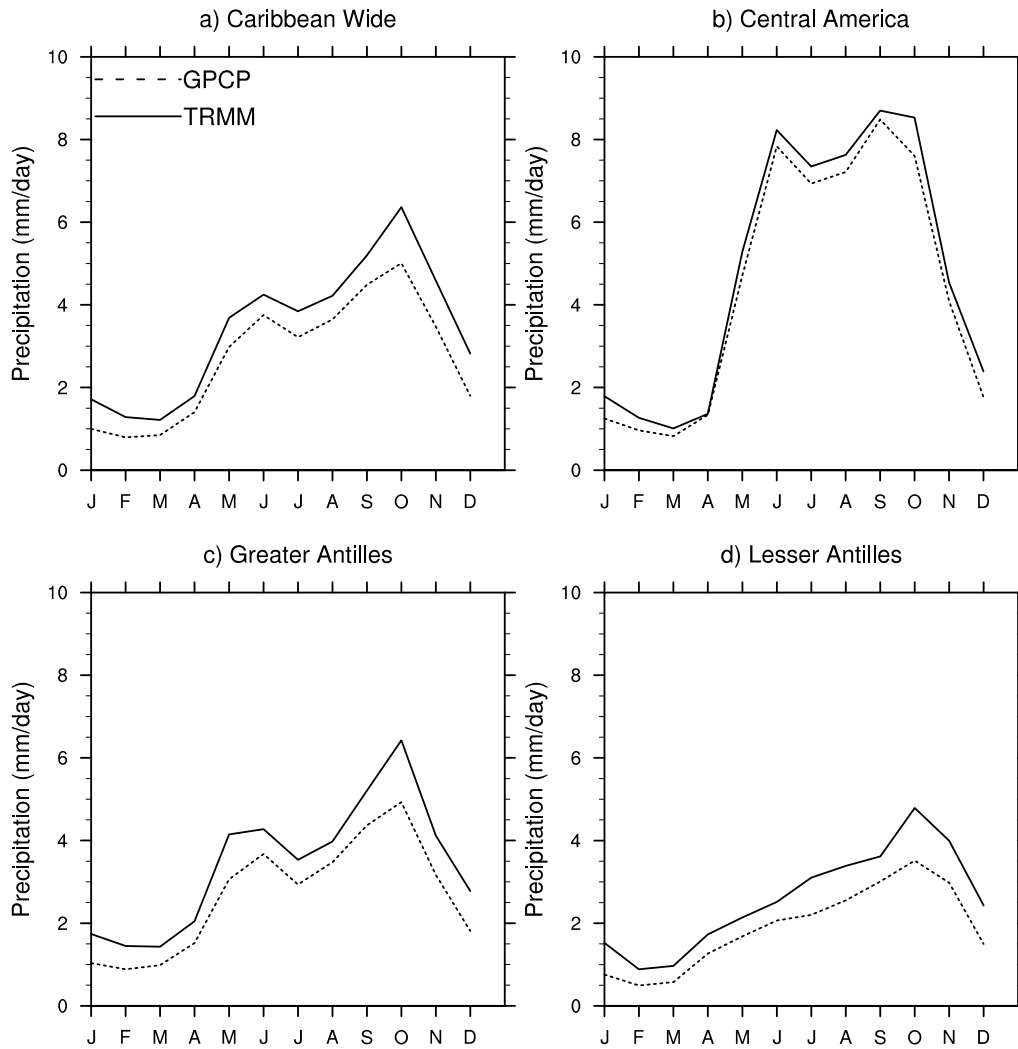 a) Caribbean Wide
GPCP
TRMM
Precipitation (mm/day)
10
8
6
4
2
0
J F M A M J J A S O N D
b) Central America
Precipitation (mm/day)
10
8
6
4
2
0
J F M A M J J A S O N D
c) Greater Antilles
Precipitation (mm/day)
10
8
6
4
2
0
J F M A M J J A S O N D
d) Lesser Antilles
Precipitation (mm/day)
10
8
6
4
2
0
J F M A M J J A S O N D